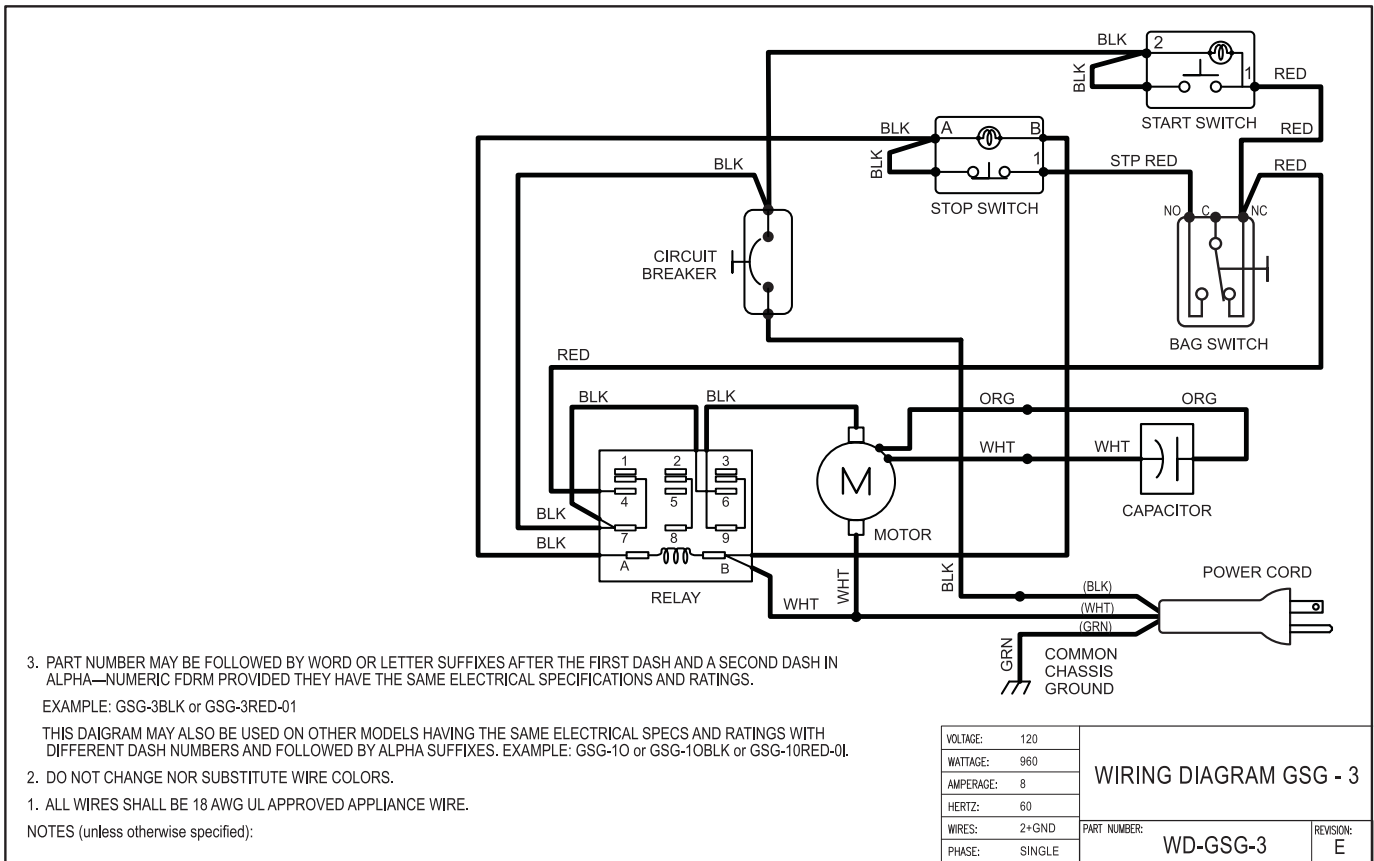 BLK
2
BLK
1
RED
START SWITCH
RED
BLK
A
B
BLK
1
STP RED
RED
BLK
STOP SWITCH
NO
C
NC
CIRCUIT
BREAKER
BAG SWITCH
RED
BLK
BLK
ORG
ORG
WHT
WHT
1
2
3
M
4
5
6
CAPACITOR
BLK
7
8
9
MOTOR
BLK
A
B
RELAY
WHT
WHT
BLK
POWER CORD
(BLK)
(WHT)
(GRN)
GRN
COMMON
CHASSIS
GROUND
3. PART NUMBER MAY BE FOLLOWED BY WORD OR LETTER SUFFIXES AFTER THE FIRST DASH AND A SECOND DASH IN
ALPHA—NUMERIC FDRM PROVIDED THEY HAVE THE SAME ELECTRICAL SPECIFICATIONS AND RATINGS.
EXAMPLE: GSG-3BLK or GSG-3RED-01
THIS DAIGRAM MAY ALSO BE USED ON OTHER MODELS HAVING THE SAME ELECTRICAL SPECS AND RATINGS WITH
DIFFERENT DASH NUMBERS AND FOLLOWED BY ALPHA SUFFIXES. EXAMPLE: GSG-1O or GSG-1OBLK or GSG-10RED-0I.
2. DO NOT CHANGE NOR SUBSTITUTE WIRE COLORS.
1. ALL WIRES SHALL BE 18 AWG UL APPROVED APPLIANCE WIRE.
NOTES (unless otherwise specified):
VOLTAGE: 120
WATTAGE: 960
AMPERAGE: 8
HERTZ: 60
WIRES: 2+GND
PHASE: SINGLE
WIRING DIAGRAM GSG - 3
PART NUMBER:
WD-GSG-3
REVISION:
E